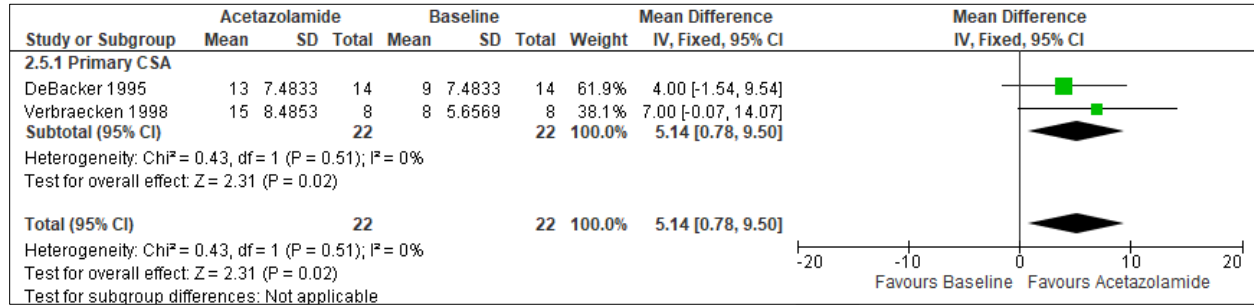 Acetazolamide Baseline Mean Difference Mean Difference
Study or Subgroup Mean SD Total Mean SD Total Weight IV, Fixed, 95% CI IV, Fixed, 95% CI
2.5.1 Primary CSA
DeBacker 1995 13 7.4833 14 9 7.4833 14 61.9% 4.00 [-1.54, 9.54]
Verbraecken 1998 15 8.4853 8 8 5.6569 8 38.1% 7.00 [-0.07, 14.07]
Subtotal (95% CI) 22 22 100.0% 5.14 [0.78, 9.50]
Heterogeneity: Chi² = 0.43, df = 1 (P = 0.51); I² = 0%
Test for overall effect: Z = 2.31 (P = 0.02)
Total (95% CI) 22 22 100.0% 5.14 [0.78, 9.50]
Heterogeneity: Chi² = 0.43, df = 1 (P = 0.51); I² = 0%
Test for overall effect: Z = 2.31 (P = 0.02)
Test for subgroup differences: Not applicable
-20 -10 0 10 20
Favours Baseline Favours Acetazolamide